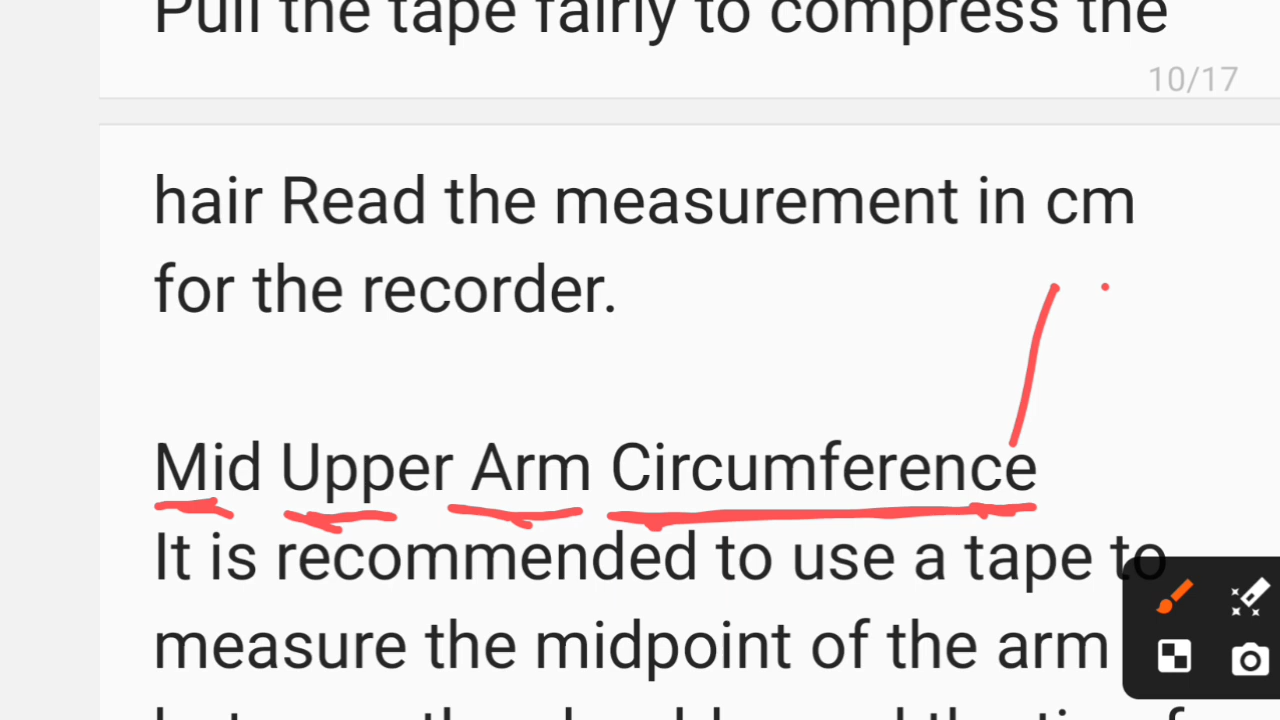 Pull the tape fairly to compress the
10/17
hair Read the measurement in cm
for the recorder.
Mid Upper Arm Circumference
It is recommended to use a tape to
measure the midpoint of the arm